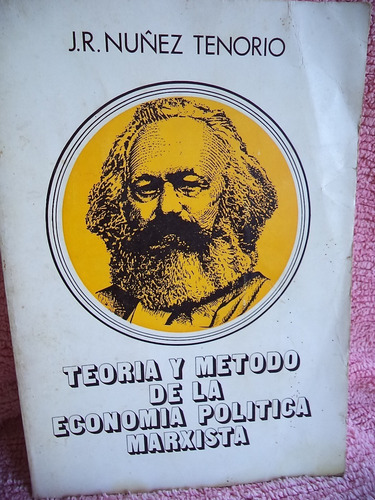 J.R. NUÑEZ TENORIO
TEORIA Y METODO
DE LA
ECONOMIA POLITICA
MARXISTA